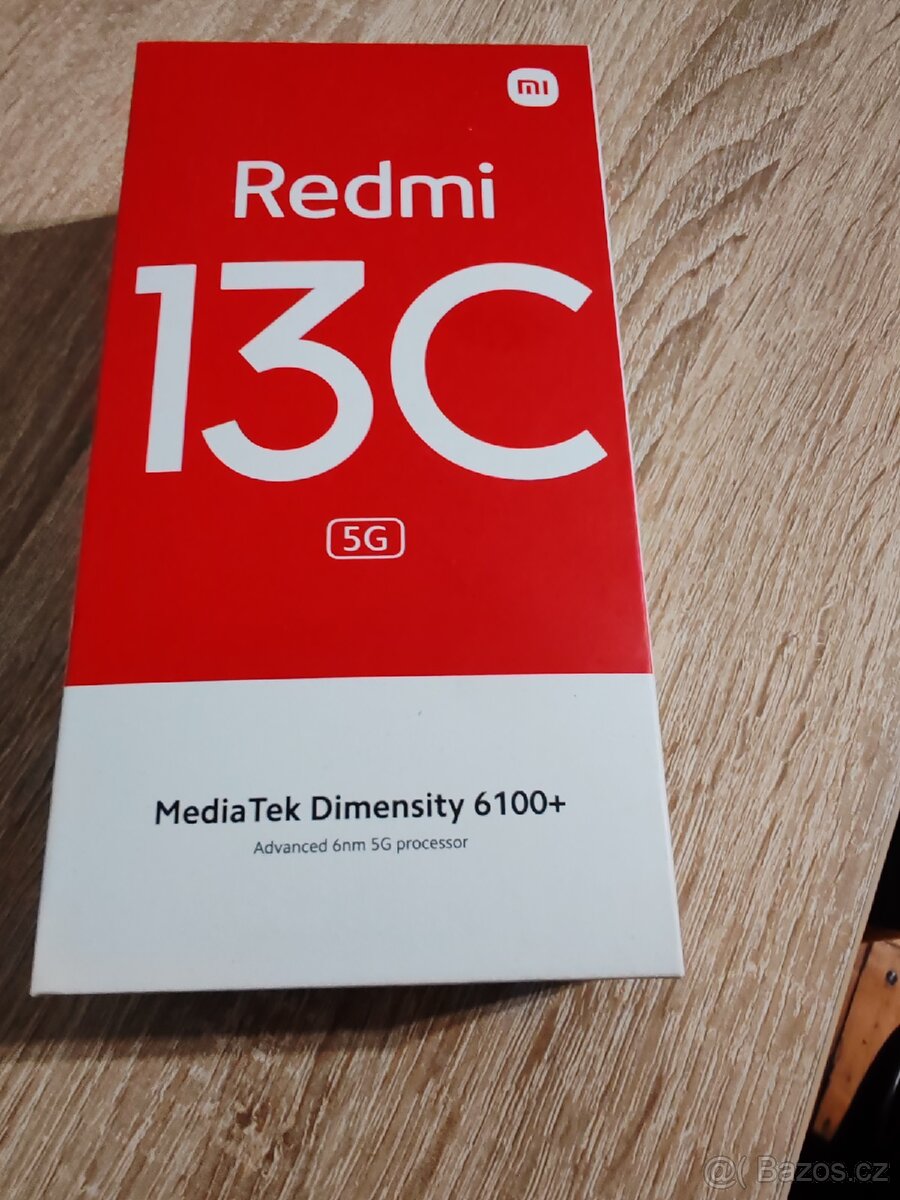 mi
Redmi
13C
5G
MediaTek Dimensity 6100+
Advanced 6nm 5G processor
@( Bazos.cz